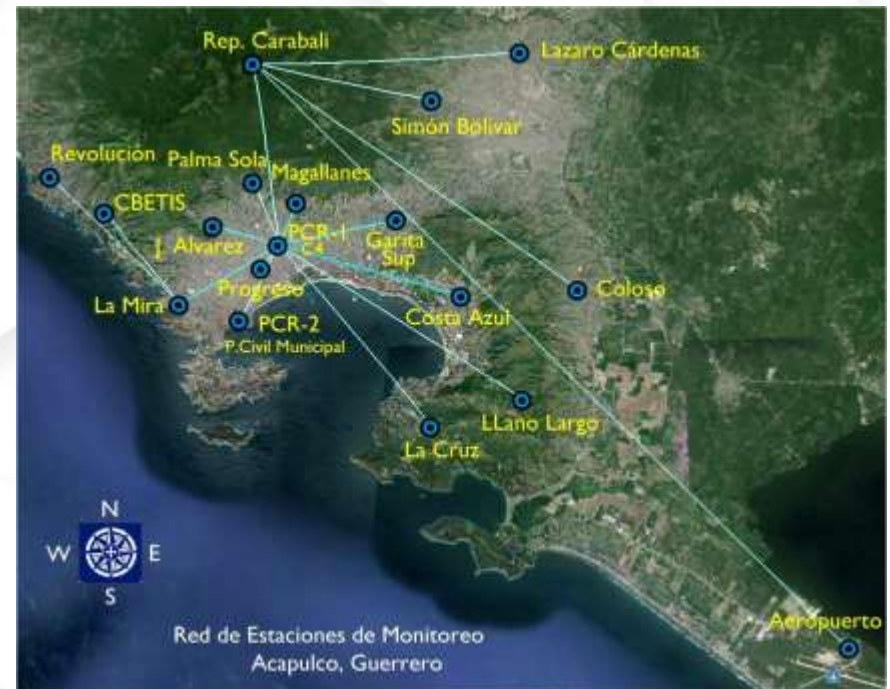 Rep. Carabali
Lazaro Cárdenas
Simón Bolivar
Revolución
Palma Sola
Magallanes
CBETIS
PCR-1
C4
Alvarez
Garita
Sup
Progreso
Coloso
La Mira
Costa Azul
PCR-2
P.Civil Municipal
LLano Largo
La Cruz
N
W E
S
Aeropuerto
Red de Estaciones de Monitoreo
Acapulco, Guerrero